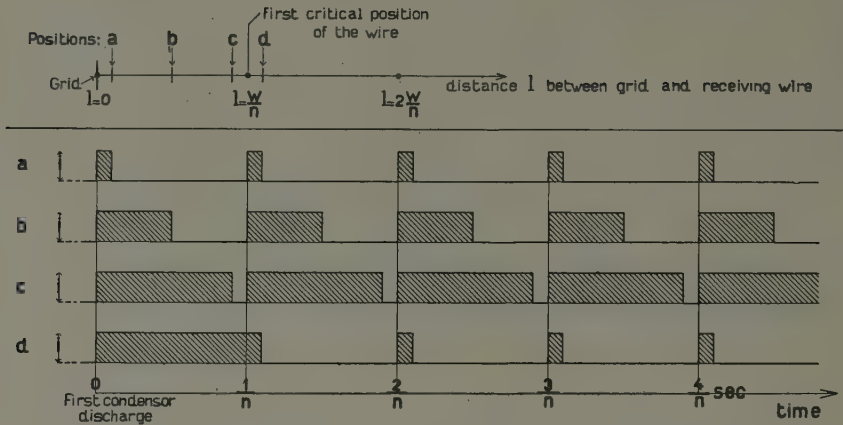 first critical position
of the wire
Positions: a b c d
Grid
l=0 l=W/n l=2 W/n
distance l between grid and receiving wire
a i
b i
c i
d i
0 1/n 2/n 3/n 4/n sec
First condensor
discharge
time